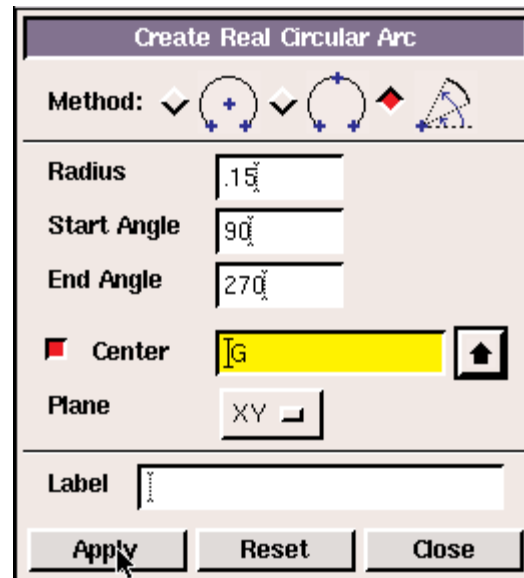 Create Real Circular Arc
Method:
Radius .15
Start Angle 90
End Angle 270
Center G
Plane XY
Label
Apply Reset Close